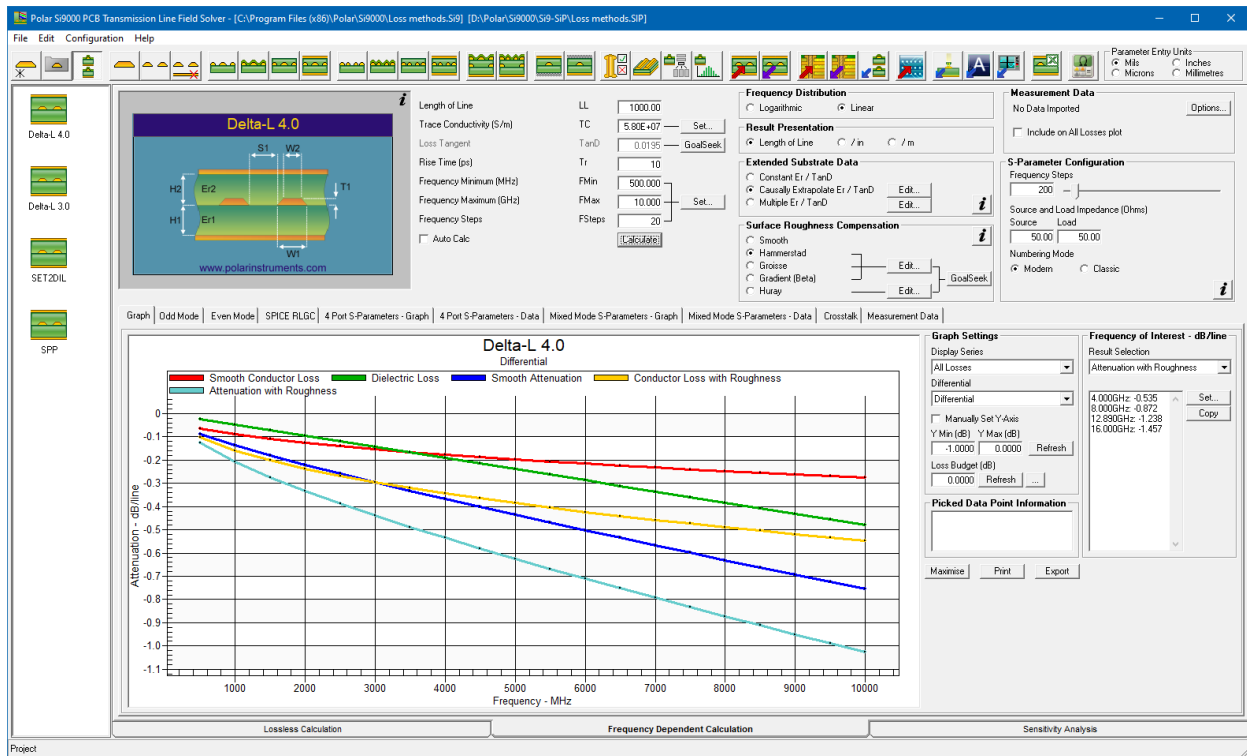 Polar Si9000 PCB Transmission Line Field Solver - [C:\Program Files (x86)\Polar\Si9000\Loss methods.Si9] [D:\Polar\Si9000\Si9-SiP\Loss methods.SIP]
File Edit Configuration Help
Parameter Entry Units
Mils Inches
Microns Millimetres
Delta-L 4.0
Delta-L 3.0
SET2DIL
SPP
Delta-L 4.0
S1 W2
H2 Er2 T1
H1 Er1
W1
www.polarinstruments.com
Length of Line LL 1000.00
Trace Conductivity (S/m) TC 5.80E+07 Set...
Loss Tangent TanD 0.0195 GoalSeek
Rise Time (ps) Tr 10
Frequency Minimum (MHz) FMin 500.000
Frequency Maximum (GHz) FMax 10.000 Set...
Frequency Steps FSteps 20
Auto Calc Calculate
Frequency Distribution
Logarithmic Linear
Result Presentation
Length of Line / in / m
Extended Substrate Data
Constant Er / TanD
Causally Extrapolate Er / TanD Edit...
Multiple Er / TanD Edit...
Surface Roughness Compensation
Smooth
Hammerstad
Groisse Edit...
Gradient (Beta) GoalSeek
Huray Edit...
Measurement Data
No Data Imported Options...
Include on All Losses plot
S-Parameter Configuration
Frequency Steps
200
Source and Load Impedance (Ohms)
Source Load
50.00 50.00
Numbering Mode
Modern Classic
Graph Odd Mode Even Mode SPICE RLGC 4 Port S-Parameters - Graph 4 Port S-Parameters - Data Mixed Mode S-Parameters - Graph Mixed Mode S-Parameters - Data Crosstalk Measurement Data
Delta-L 4.0
Differential
Smooth Conductor Loss Dielectric Loss Smooth Attenuation Conductor Loss with Roughness
Attenuation with Roughness
Attenuation - dB/line
0
-0.1
-0.2
-0.3
-0.4
-0.5
-0.6
-0.7
-0.8
-0.9
-1.0
-1.1
1000 2000 3000 4000 5000 6000 7000 8000 9000 10000
Frequency - MHz
Graph Settings
Display Series
All Losses
Differential
Differential
Manually Set Y-Axis
Y Min (dB) Y Max (dB)
-1.0000 0.0000 Refresh
Loss Budget (dB)
0.0000 Refresh ...
Picked Data Point Information
Maximise Print Export
Frequency of Interest - dB/line
Result Selection
Attenuation with Roughness
4.000GHz: -0.535 Set...
8.000GHz: -0.872 Copy
12.890GHz: -1.238
16.000GHz: -1.457
Lossless Calculation Frequency Dependent Calculation Sensitivity Analysis
Project